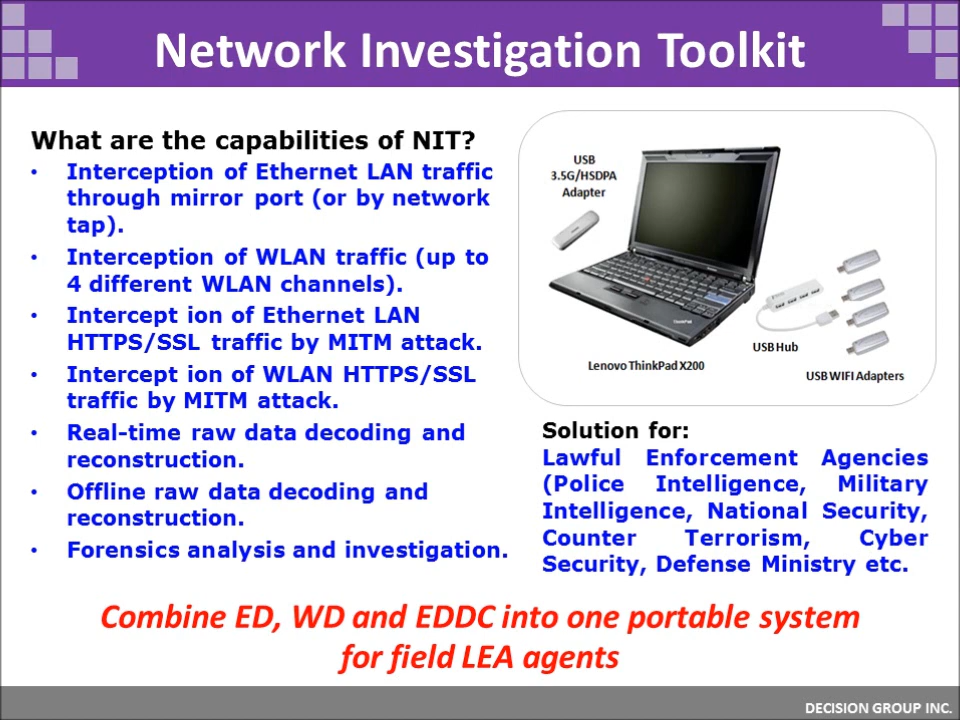 Network Investigation Toolkit
What are the capabilities of NIT?
• Interception of Ethernet LAN traffic
through mirror port (or by network
tap).
• Interception of WLAN traffic (up to
4 different WLAN channels).
• Intercept ion of Ethernet LAN
HTTPS/SSL traffic by MITM attack.
• Intercept ion of WLAN HTTPS/SSL
traffic by MITM attack.
• Real-time raw data decoding and
reconstruction.
• Offline raw data decoding and
reconstruction.
• Forensics analysis and investigation.
USB
3.5G/HSDPA
Adapter
ThinkPad
USB Hub
Lenovo ThinkPad X200
USB WIFI Adapters
Solution for:
Lawful Enforcement Agencies
(Police Intelligence, Military
Intelligence, National Security,
Counter Terrorism, Cyber
Security, Defense Ministry etc.
Combine ED, WD and EDDC into one portable system
for field LEA agents
DECISION GROUP INC.